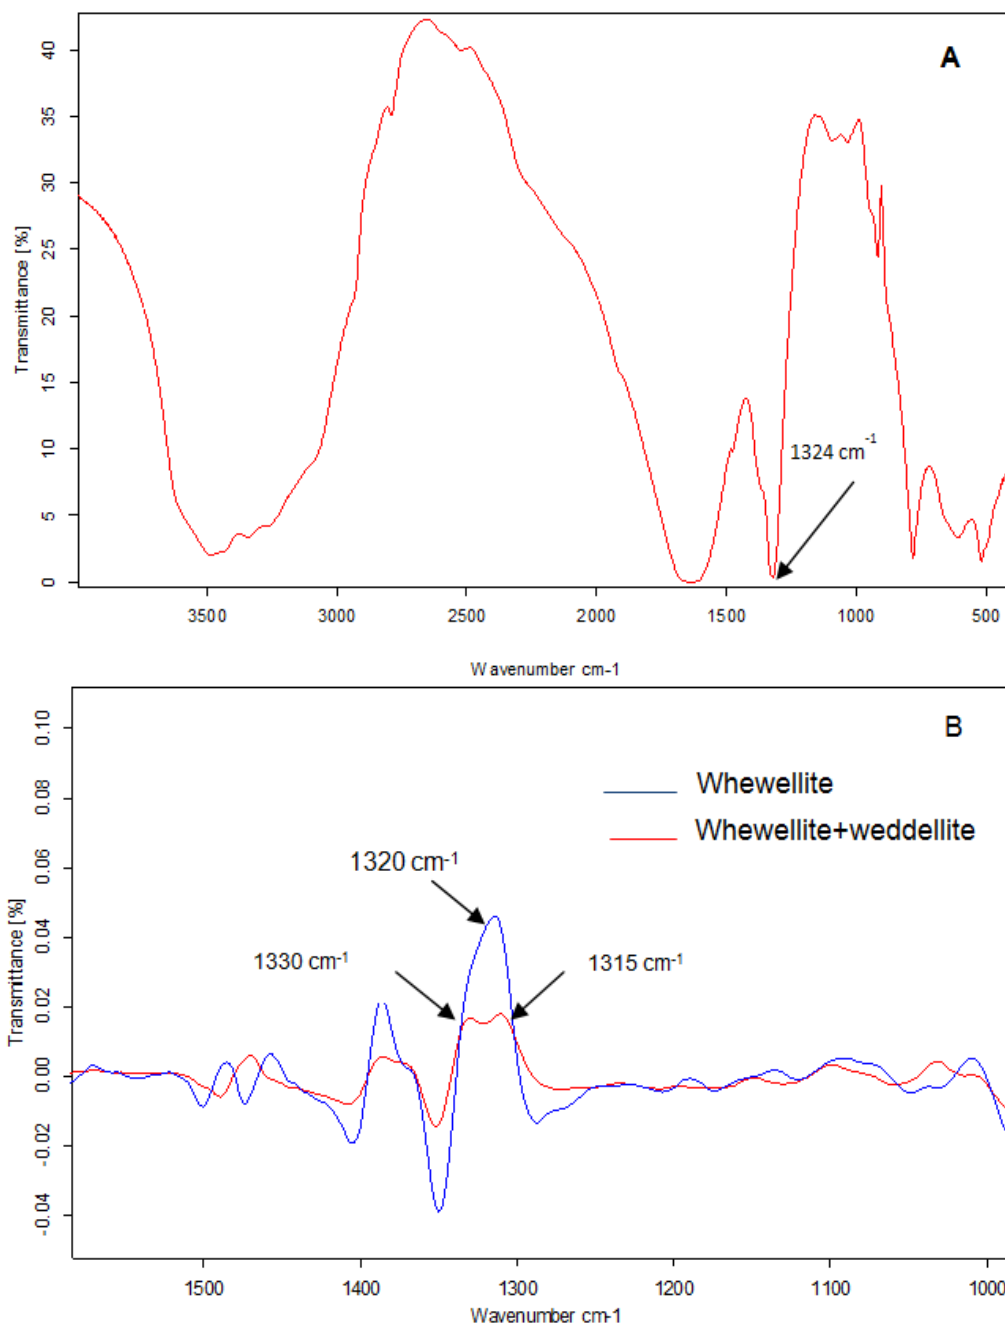 A
40
35
30
25
20
15
10
5
0
Transmittance [%]
1324 cm⁻¹
3500 3000 2500 2000 1500 1000 500
Wavenumber cm-1
B
0.10
0.08
0.06
0.04
0.02
0.00
-0.02
-0.04
Transmittance [%]
Whewellite
Whewellite+weddellite
1320 cm⁻¹
1330 cm⁻¹
1315 cm⁻¹
1500 1400 1300 1200 1100 1000
Wavenumber cm-1